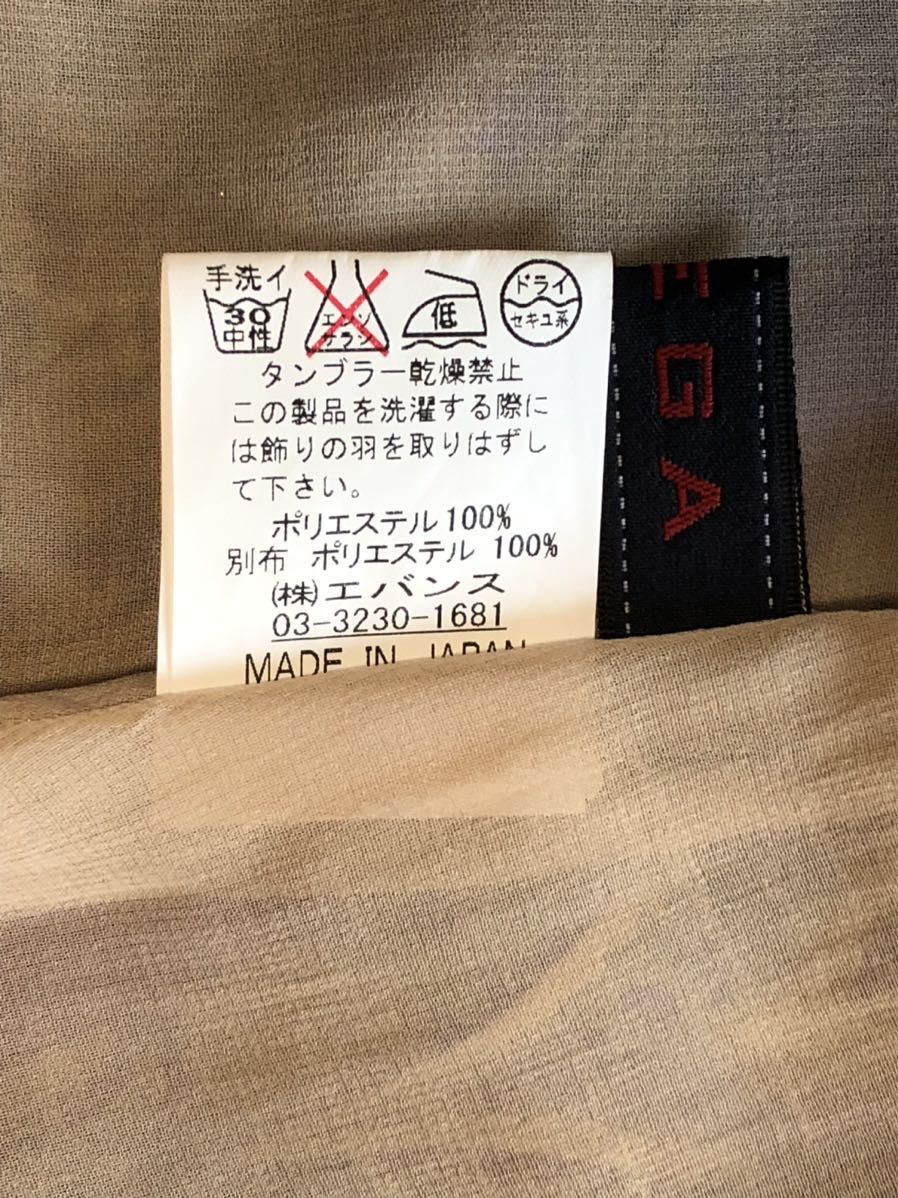 手洗イ
30
中性
エンソ
サラシ
低
ドライ
セキユ系
タンブラー乾燥禁止
この製品を洗濯する際に
は飾りの羽を取りはずし
て下さい。
ポリエステル100%
別布 ポリエステル 100%
(株)エバンス
03-3230-1681
MADE IN JAPAN
EGA